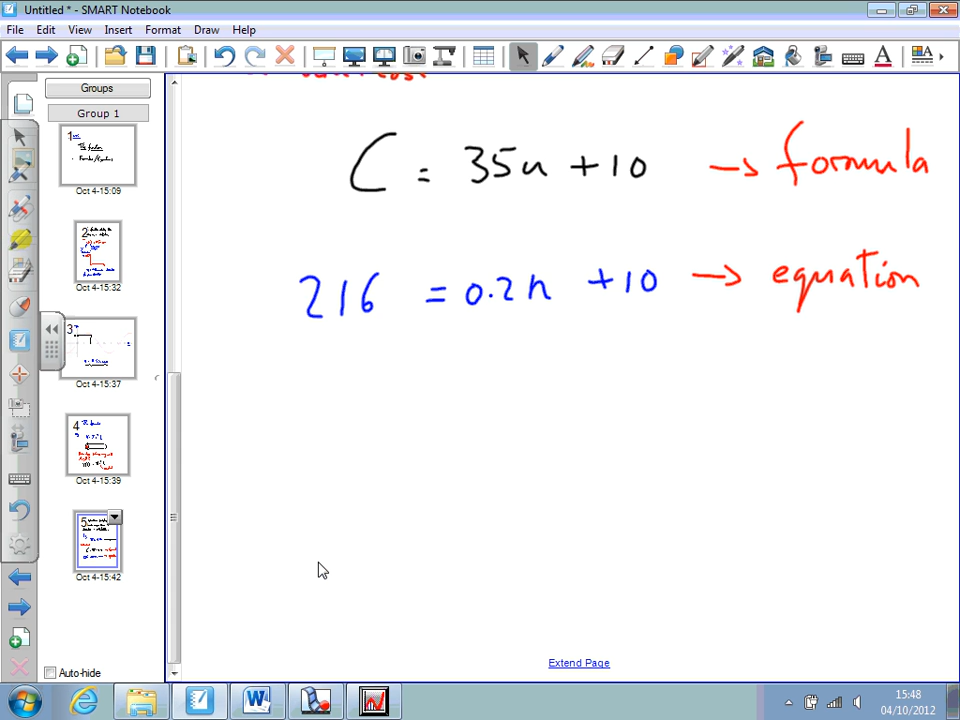 Untitled * - SMART Notebook
File Edit View Insert Format Draw Help
Groups
Group 1
Oct 4-15:09
Oct 4-15:32
Oct 4-15:37
Oct 4-15:39
Oct 4-15:42
Auto-hide
cost
C = 35n + 10 → formula
216 = 0.2n + 10 → equation
Extend Page
15:48
04/10/2012